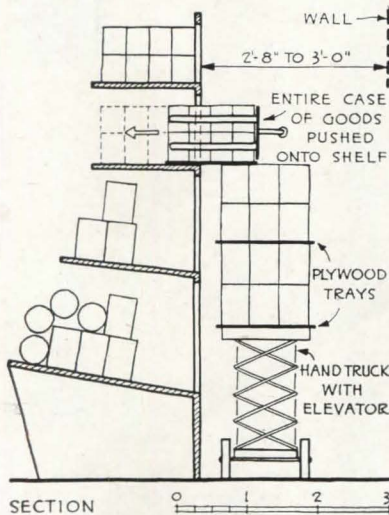 WALL
2'-8" TO 3'-0"
ENTIRE CASE
OF GOODS
PUSHED
ONTO SHELF
PLYWOOD
TRAYS
HAND TRUCK
WITH
ELEVATOR
SECTION
0 1 2 3